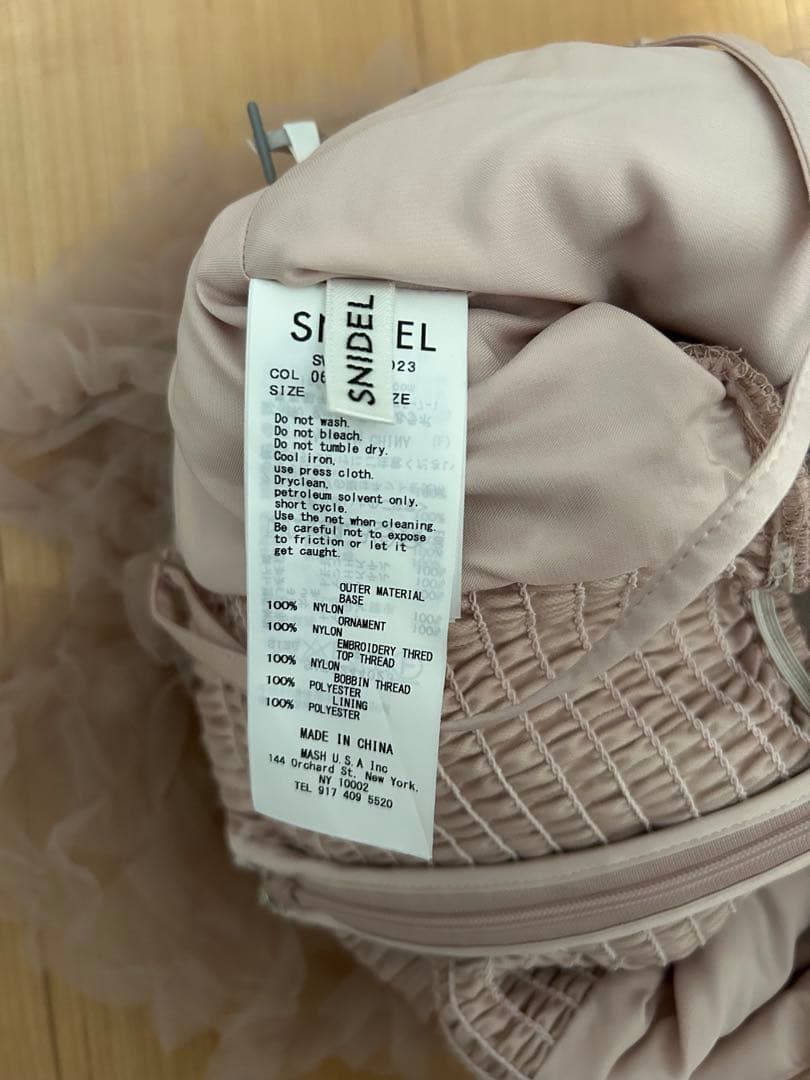 SNIDEL
COL 06
SIZE
Do not wash.
Do not bleach.
Do not tumble dry.
Cool iron,
use press cloth.
Dryclean,
petroleum solvent only.
short cycle.
Use the net when cleaning.
Be careful not to expose
to friction or let it
get caught.
OUTER MATERIAL
BASE
100% NYLON
ORNAMENT
100% NYLON
EMBROIDERY THRED
TOP THREAD
100% NYLON
BOBBIN THREAD
100% POLYESTER
LINING
100% POLYESTER
MADE IN CHINA
MASH U.S.A Inc
144 Orchard St. New York,
NY 10002
TEL 917 409 5520